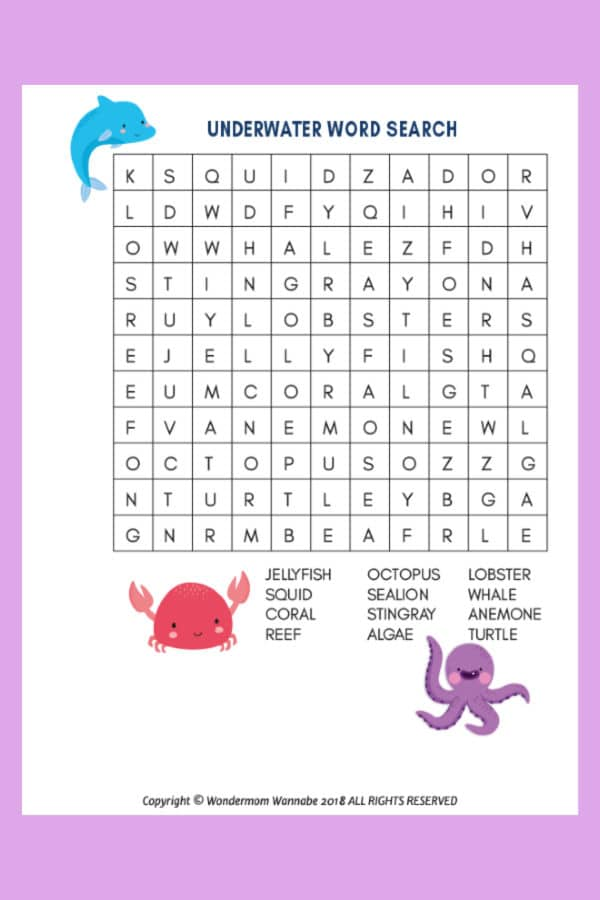 UNDERWATER WORD SEARCH
K S Q U I D Z A D O R
L D W D F Y Q I H I V
O W W H A L E Z F D H
S T I N G R A Y O N A
R U Y L O B S T E R S
E J E L L Y F I S H Q
E U M C O R A L G T A
F V A N E M O N E W L
O C T O P U S O Z Z G
N T U R T L E Y B G A
G N R M B E A F R L E
JELLYFISH OCTOPUS LOBSTER
SQUID SEALION WHALE
CORAL STINGRAY ANEMONE
REEF ALGAE TURTLE
Copyright © Wondermom Wannabe 2018 ALL RIGHTS RESERVED